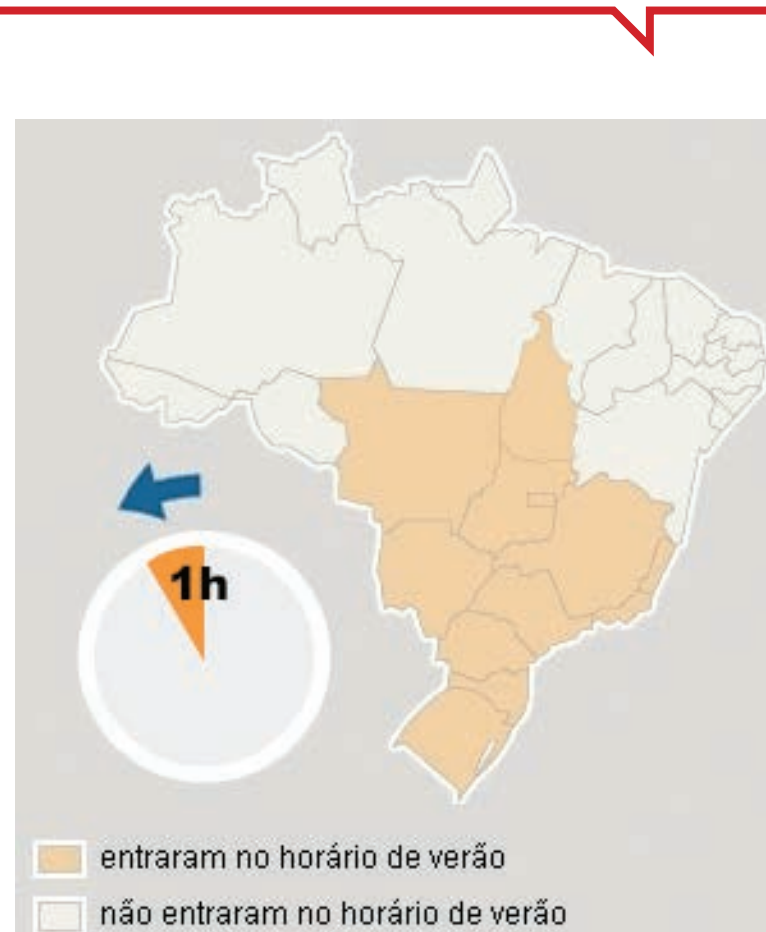 1h
entraram no horário de verão
não entraram no horário de verão